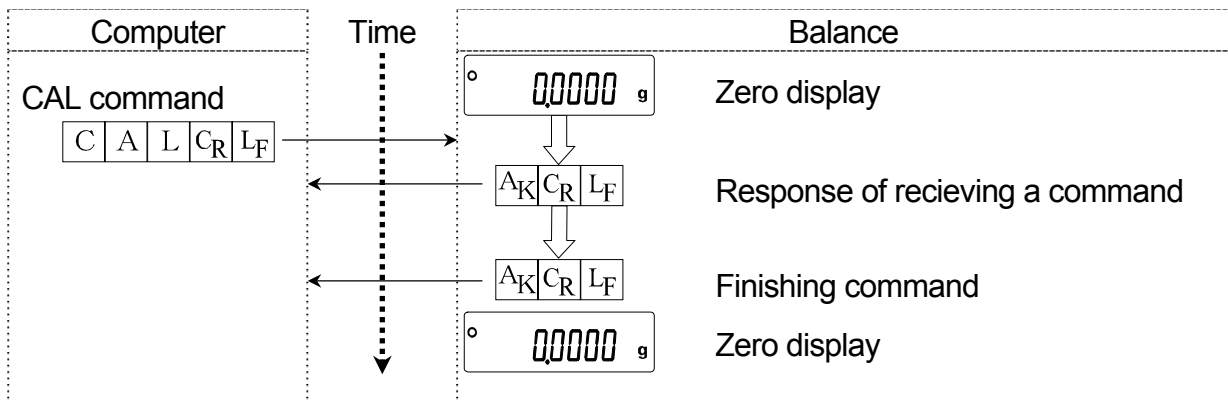 Computer Time Balance
0.0000 g Zero display
CAL command
C A L CR LF
AK CR LF Response of recieving a command
AK CR LF Finishing command
0.0000 g Zero display